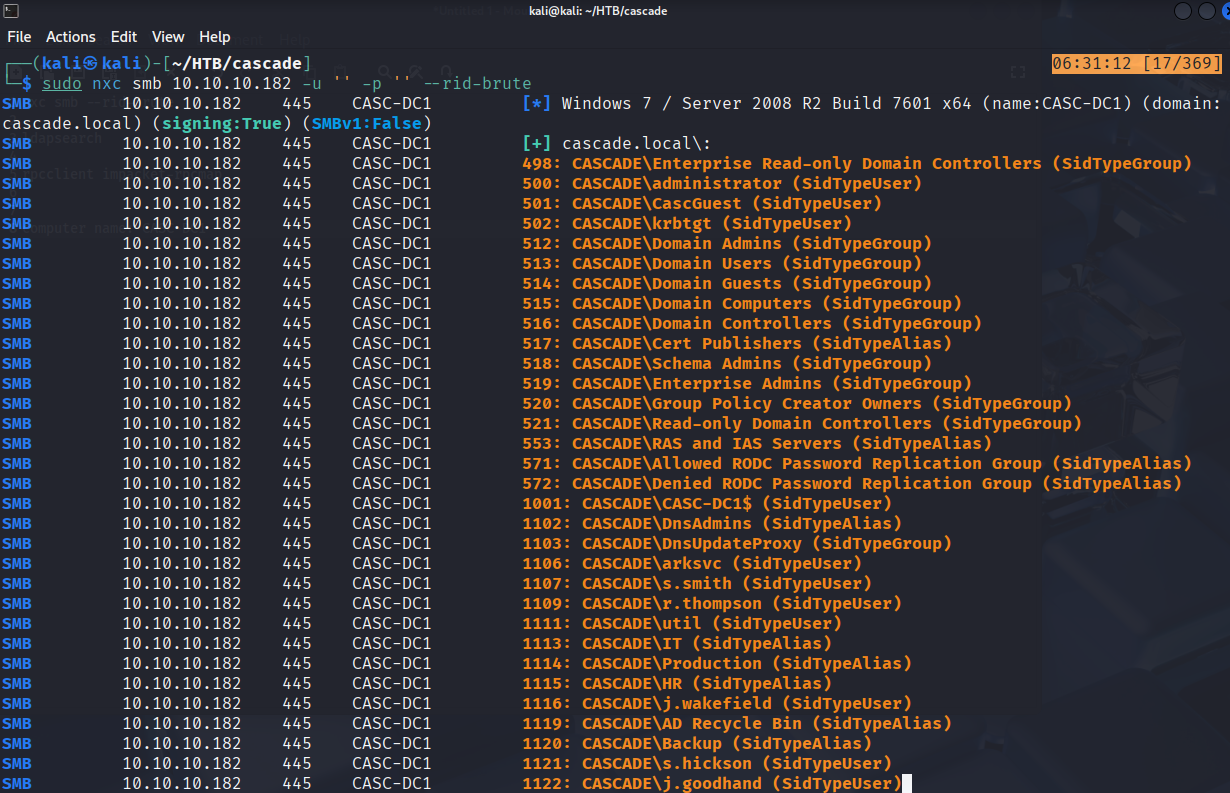 kali@kali: ~/HTB/cascade
File Actions Edit View Help
┌──(kali㉿kali)-[~/HTB/cascade]
06:31:12 [17/369]
└─$ sudo nxc smb 10.10.10.182 -u '' -p '' --rid-brute
SMB 10.10.10.182 445 CASC-DC1 [*] Windows 7 / Server 2008 R2 Build 7601 x64 (name:CASC-DC1) (domain:
cascade.local) (signing:True) (SMBv1:False)
SMB 10.10.10.182 445 CASC-DC1 [+] cascade.local\:
SMB 10.10.10.182 445 CASC-DC1 498: CASCADE\Enterprise Read-only Domain Controllers (SidTypeGroup)
SMB 10.10.10.182 445 CASC-DC1 500: CASCADE\administrator (SidTypeUser)
SMB 10.10.10.182 445 CASC-DC1 501: CASCADE\CascGuest (SidTypeUser)
SMB 10.10.10.182 445 CASC-DC1 502: CASCADE\krbtgt (SidTypeUser)
SMB 10.10.10.182 445 CASC-DC1 512: CASCADE\Domain Admins (SidTypeGroup)
SMB 10.10.10.182 445 CASC-DC1 513: CASCADE\Domain Users (SidTypeGroup)
SMB 10.10.10.182 445 CASC-DC1 514: CASCADE\Domain Guests (SidTypeGroup)
SMB 10.10.10.182 445 CASC-DC1 515: CASCADE\Domain Computers (SidTypeGroup)
SMB 10.10.10.182 445 CASC-DC1 516: CASCADE\Domain Controllers (SidTypeGroup)
SMB 10.10.10.182 445 CASC-DC1 517: CASCADE\Cert Publishers (SidTypeAlias)
SMB 10.10.10.182 445 CASC-DC1 518: CASCADE\Schema Admins (SidTypeGroup)
SMB 10.10.10.182 445 CASC-DC1 519: CASCADE\Enterprise Admins (SidTypeGroup)
SMB 10.10.10.182 445 CASC-DC1 520: CASCADE\Group Policy Creator Owners (SidTypeGroup)
SMB 10.10.10.182 445 CASC-DC1 521: CASCADE\Read-only Domain Controllers (SidTypeGroup)
SMB 10.10.10.182 445 CASC-DC1 553: CASCADE\RAS and IAS Servers (SidTypeAlias)
SMB 10.10.10.182 445 CASC-DC1 571: CASCADE\Allowed RODC Password Replication Group (SidTypeAlias)
SMB 10.10.10.182 445 CASC-DC1 572: CASCADE\Denied RODC Password Replication Group (SidTypeAlias)
SMB 10.10.10.182 445 CASC-DC1 1001: CASCADE\CASC-DC1$ (SidTypeUser)
SMB 10.10.10.182 445 CASC-DC1 1102: CASCADE\DnsAdmins (SidTypeAlias)
SMB 10.10.10.182 445 CASC-DC1 1103: CASCADE\DnsUpdateProxy (SidTypeGroup)
SMB 10.10.10.182 445 CASC-DC1 1106: CASCADE\arksvc (SidTypeUser)
SMB 10.10.10.182 445 CASC-DC1 1107: CASCADE\s.smith (SidTypeUser)
SMB 10.10.10.182 445 CASC-DC1 1109: CASCADE\r.thompson (SidTypeUser)
SMB 10.10.10.182 445 CASC-DC1 1111: CASCADE\util (SidTypeUser)
SMB 10.10.10.182 445 CASC-DC1 1113: CASCADE\IT (SidTypeAlias)
SMB 10.10.10.182 445 CASC-DC1 1114: CASCADE\Production (SidTypeAlias)
SMB 10.10.10.182 445 CASC-DC1 1115: CASCADE\HR (SidTypeAlias)
SMB 10.10.10.182 445 CASC-DC1 1116: CASCADE\j.wakefield (SidTypeUser)
SMB 10.10.10.182 445 CASC-DC1 1119: CASCADE\AD Recycle Bin (SidTypeAlias)
SMB 10.10.10.182 445 CASC-DC1 1120: CASCADE\Backup (SidTypeAlias)
SMB 10.10.10.182 445 CASC-DC1 1121: CASCADE\s.hickson (SidTypeUser)
SMB 10.10.10.182 445 CASC-DC1 1122: CASCADE\j.goodhand (SidTypeUser)